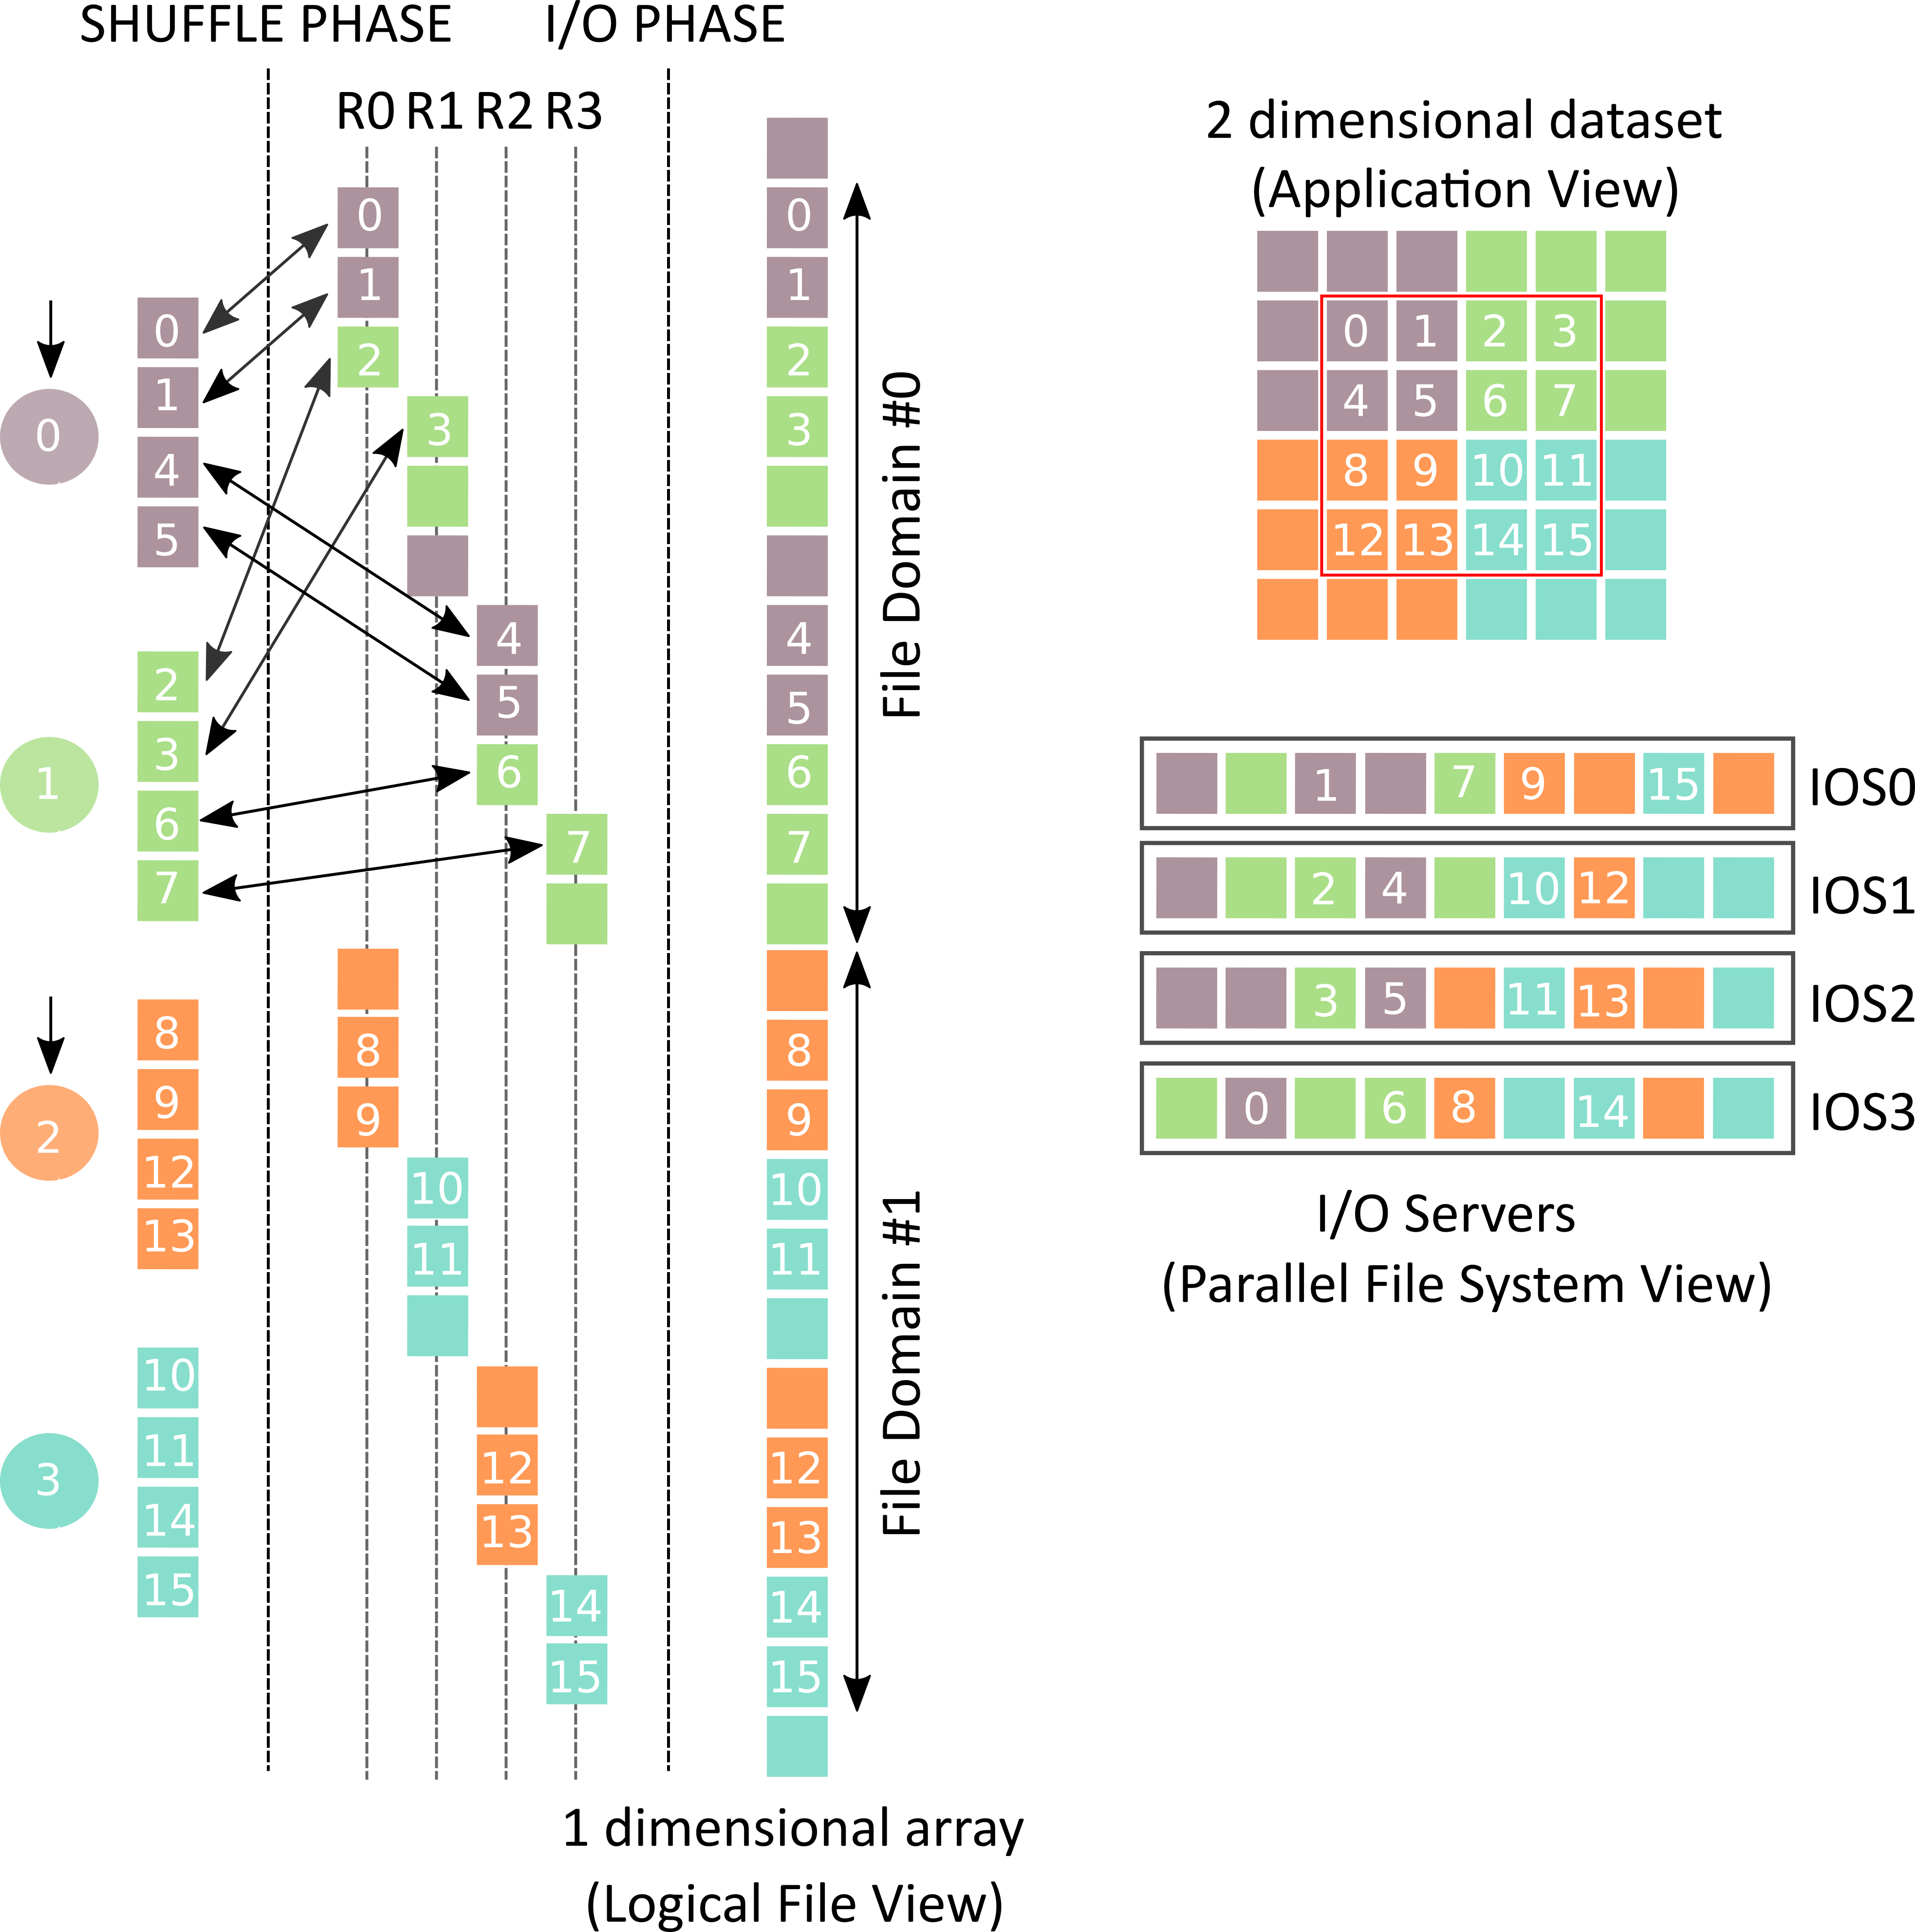 SHUFFLE PHASE
I/O PHASE
R0 R1 R2 R3
0
0
1
4
5
1
2
3
6
7
2
8
9
12
13
3
10
11
14
15
0
1
2
3
4
5
6
7
8
9
10
11
12
13
14
15
0
1
2
3
4
5
6
7
8
9
10
11
12
13
14
15
File Domain #0
File Domain #1
1 dimensional array
(Logical File View)
2 dimensional dataset
(Application View)
0 1 2 3
4 5 6 7
8 9 10 11
12 13 14 15
1 7 9 15 IOS0
2 4 10 12 IOS1
3 5 11 13 IOS2
0 6 8 14 IOS3
I/O Servers
(Parallel File System View)